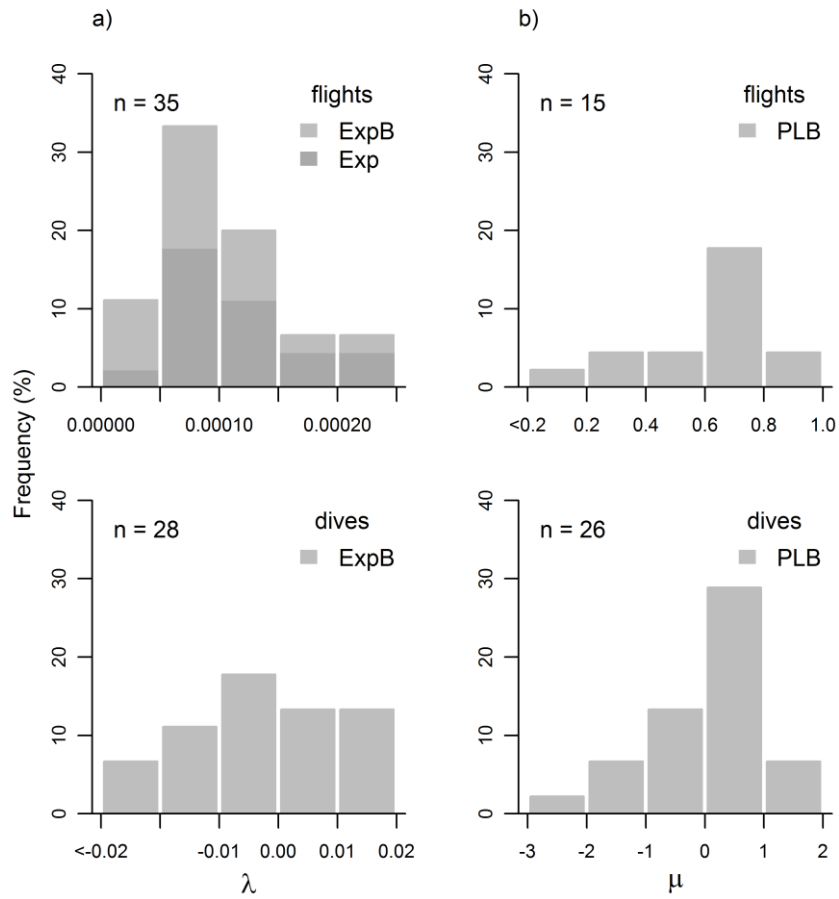 a)
b)
Frequency (%)
n = 35
flights
ExpB
Exp
40
30
20
10
0
0.00000 0.00010 0.00020
n = 15
flights
PLB
40
30
20
10
0
<0.2 0.2 0.4 0.6 0.8 1.0
n = 28
dives
ExpB
40
30
20
10
0
<-0.02 -0.01 0.00 0.01 0.02
λ
n = 26
dives
PLB
40
30
20
10
0
-3 -2 -1 0 1 2
μ